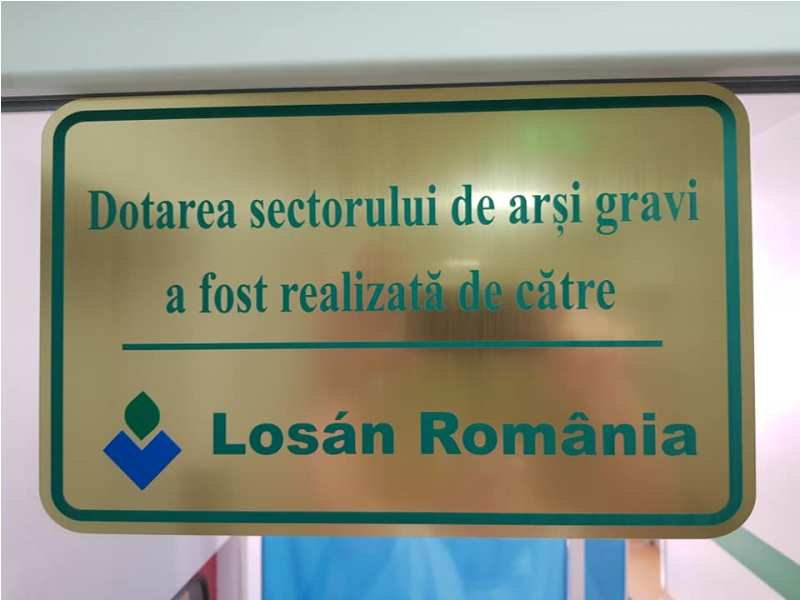 Dotarea sectorului de arși gravi
a fost realizată de către
Losán România